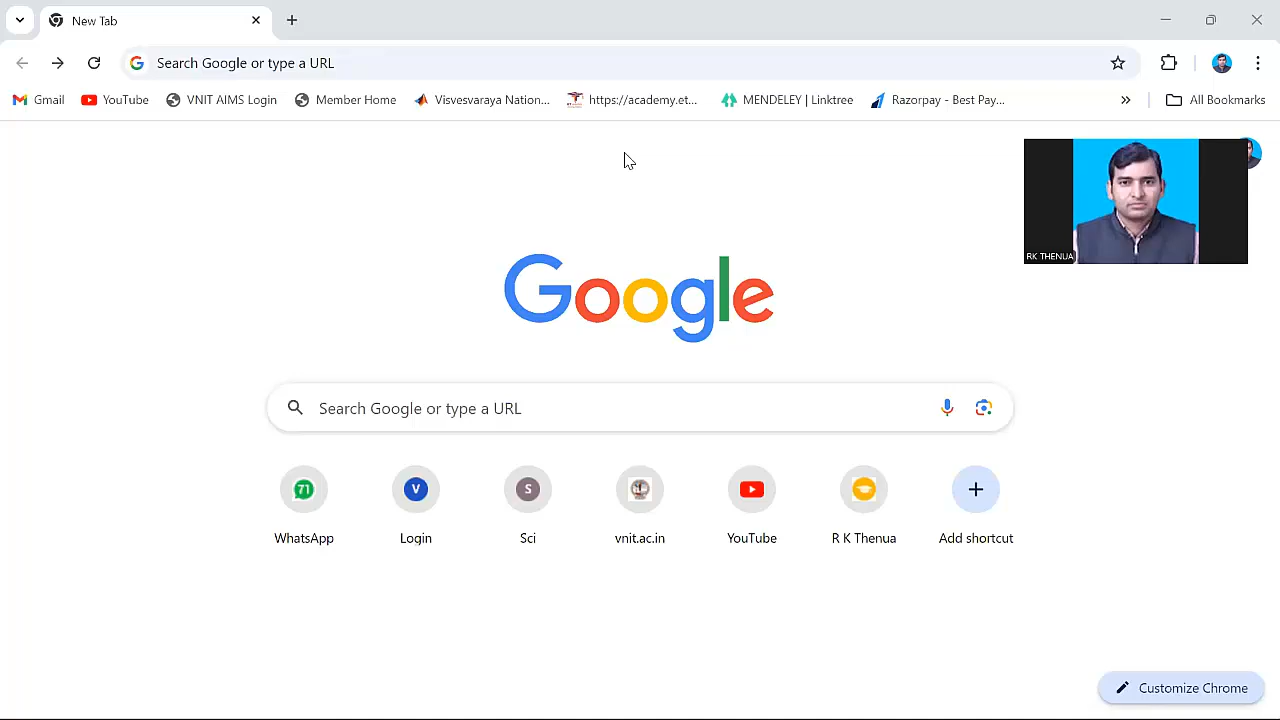 New Tab
Search Google or type a URL
Gmail YouTube VNIT AIMS Login Member Home Visvesvaraya Nation... https://academy.et... MENDELEY | Linktree Razorpay - Best Pay... » All Bookmarks
RK THENUA
Google
Search Google or type a URL
71 V S
WhatsApp Login Sci vnit.ac.in YouTube R K Thenua Add shortcut
Customize Chrome